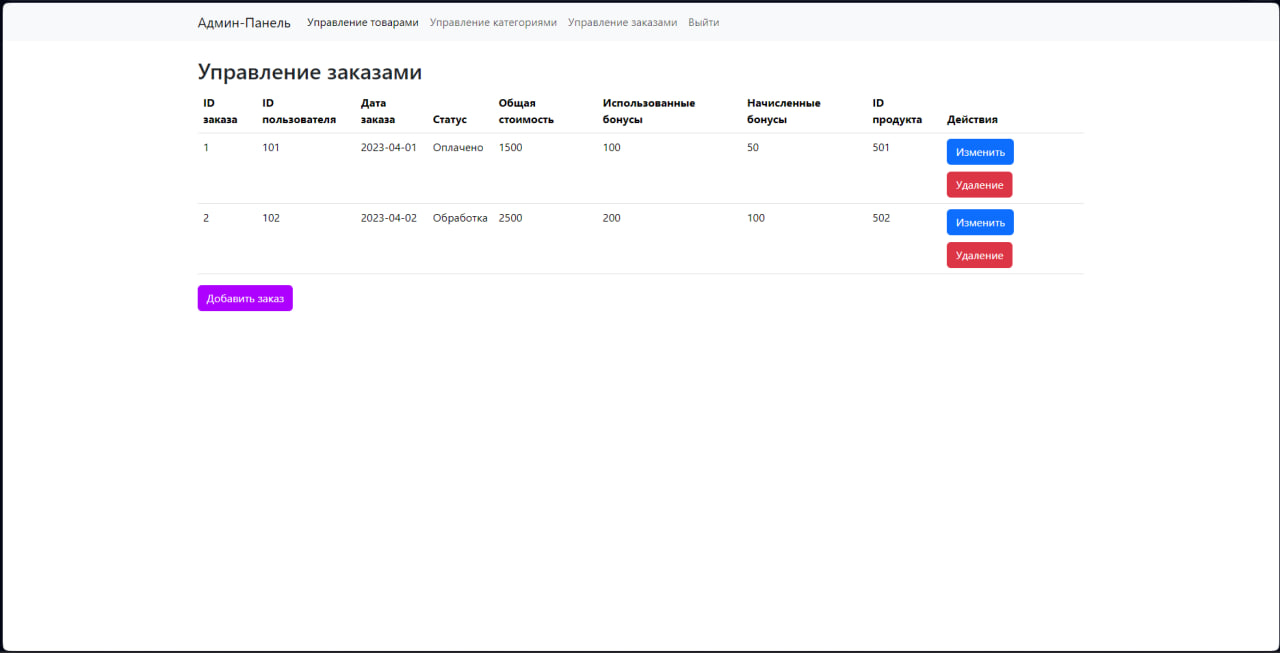 Админ-Панель Управление товарами Управление категориями Управление заказами Выйти
Управление заказами
ID заказа ID пользователя Дата заказа Статус Общая стоимость Использованные бонусы Начисленные бонусы ID продукта Действия
1 101 2023-04-01 Оплачено 1500 100 50 501 Изменить
Удаление
2 102 2023-04-02 Обработка 2500 200 100 502 Изменить
Удаление
Добавить заказ